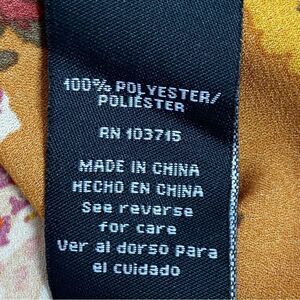 100% POLYESTER/
POLIÉSTER
RN 103715
MADE IN CHINA
HECHO EN CHINA
See reverse
for care
Ver al dorso para
el cuidado